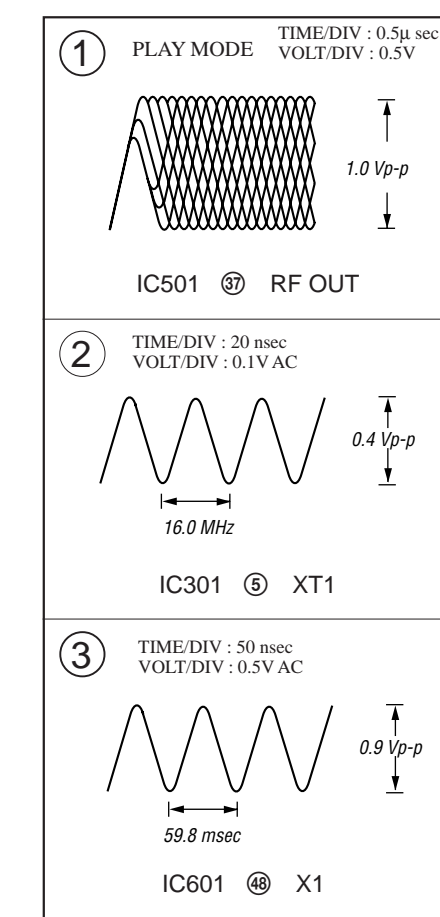 ① PLAY MODE TIME/DIV : 0.5µ sec
VOLT/DIV : 0.5V
1.0 Vp-p
IC501 ㊲ RF OUT
② TIME/DIV : 20 nsec
VOLT/DIV : 0.1V AC
0.4 Vp-p
16.0 MHz
IC301 ⑤ XT1
③ TIME/DIV : 50 nsec
VOLT/DIV : 0.5V AC
0.9 Vp-p
59.8 msec
IC601 ㊽ X1